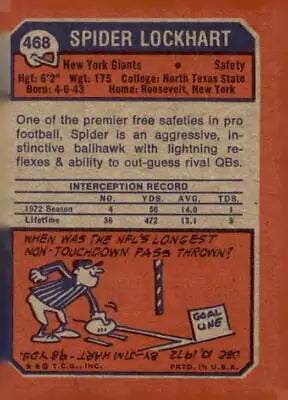 468
SPIDER LOCKHART
New York Giants • Safety
Hgt: 6'2" Wgt: 175 College: North Texas State
Born: 4-6-43 Home: Roosevelt, New York
One of the premier free safeties in pro
football, Spider is an aggressive, in-
stinctive ballhawk with lightning re-
flexes & ability to out-guess rival QBs.
INTERCEPTION RECORD
NO. YDS. AVG. TDS.
1972 Season 4 56 14.0 1
Lifetime 36 472 13.1 3
WHEN WAS THE NFL'S LONGEST
NON-TOUCHDOWN PASS THROWN?
GOAL
LINE
DEC. 10, 1972 BY-JIM HART-98 YDS.
© T.C.G., INC. PRTD. IN U.S.A.